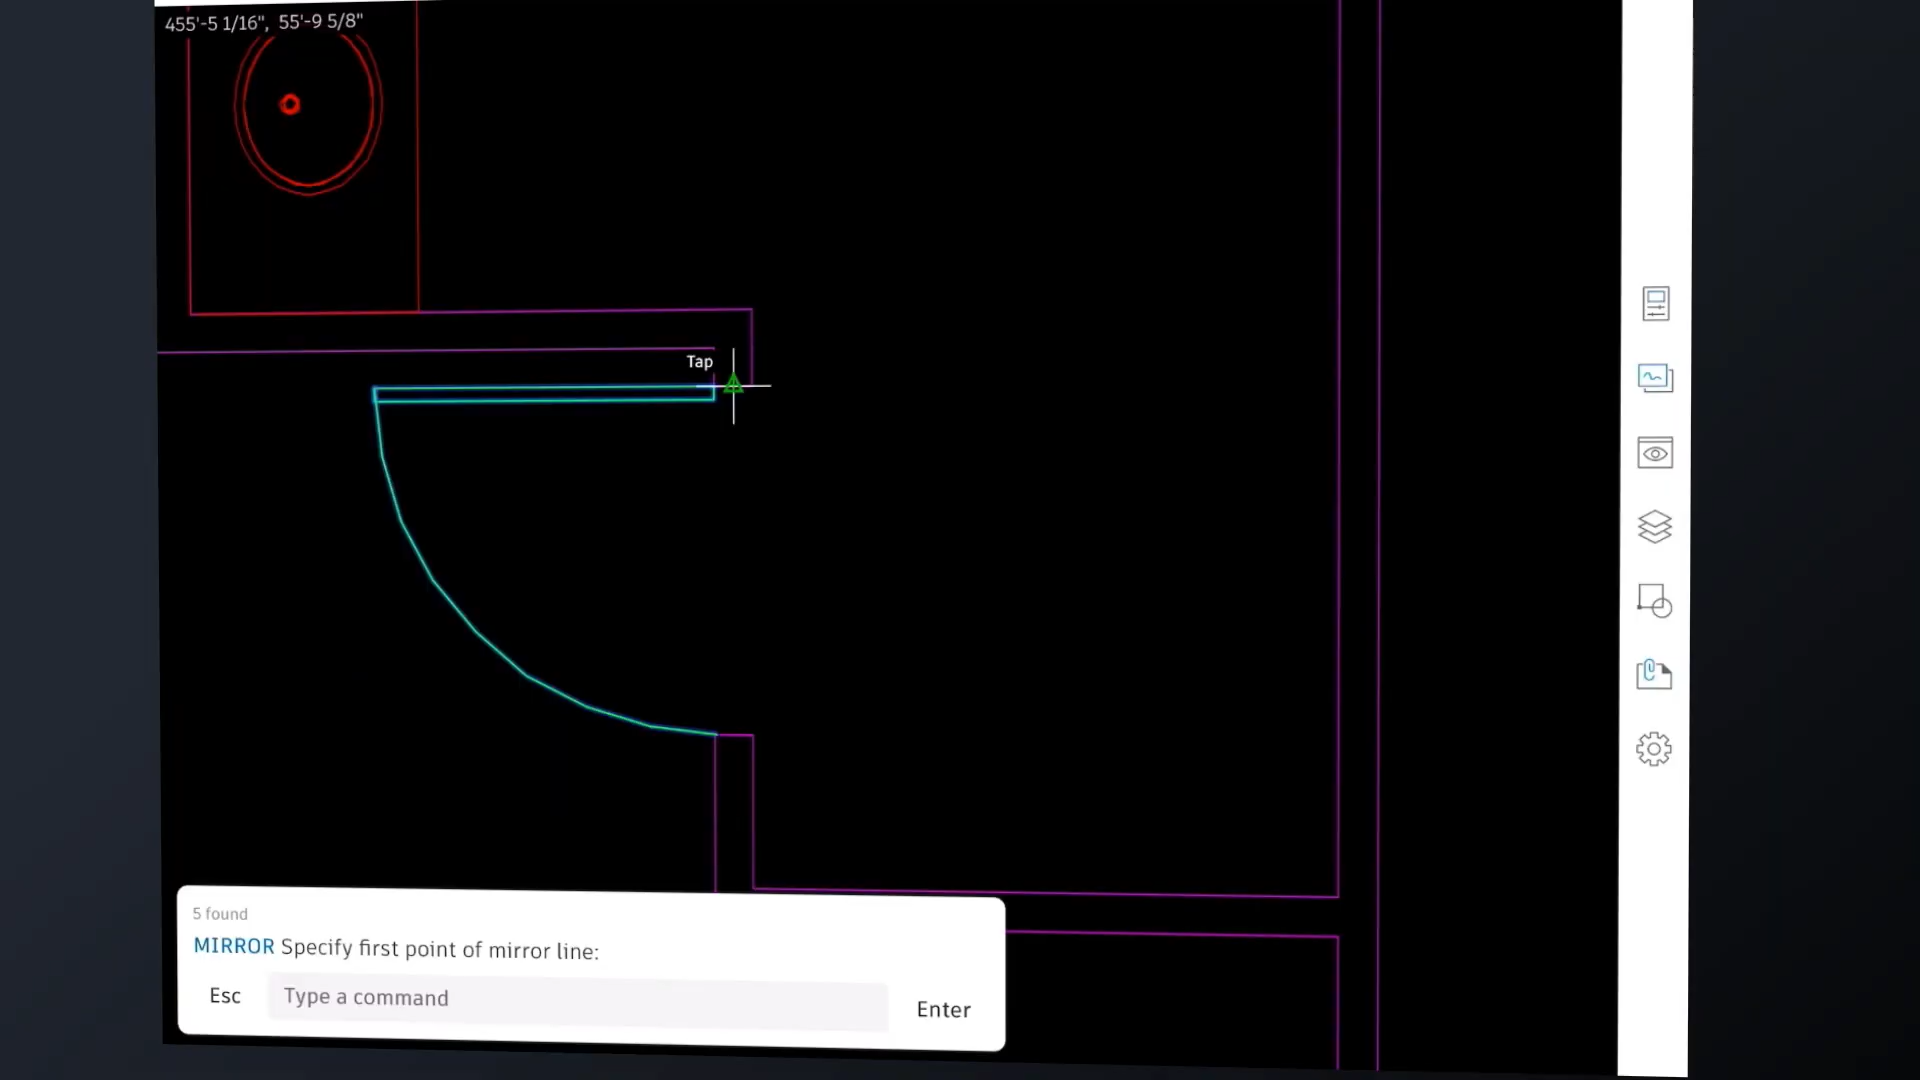 455'-5 1/16", 55'-9 5/8"
Tap
5 found
MIRROR Specify first point of mirror line:
Esc
Type a command
Enter